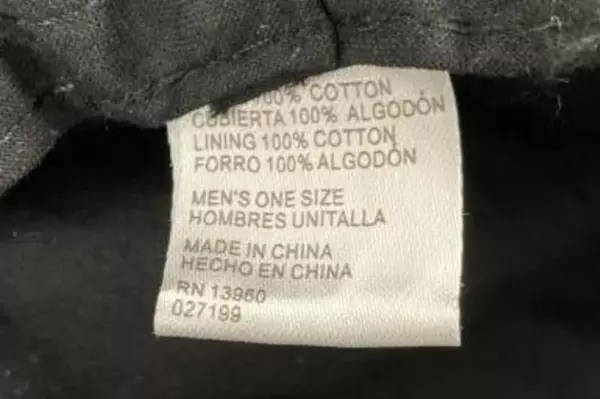 100% COTTON
CUBIERTA 100% ALGODÓN
LINING 100% COTTON
FORRO 100% ALGODÓN
MEN'S ONE SIZE
HOMBRES UNITALLA
MADE IN CHINA
HECHO EN CHINA
RN 13960
027199